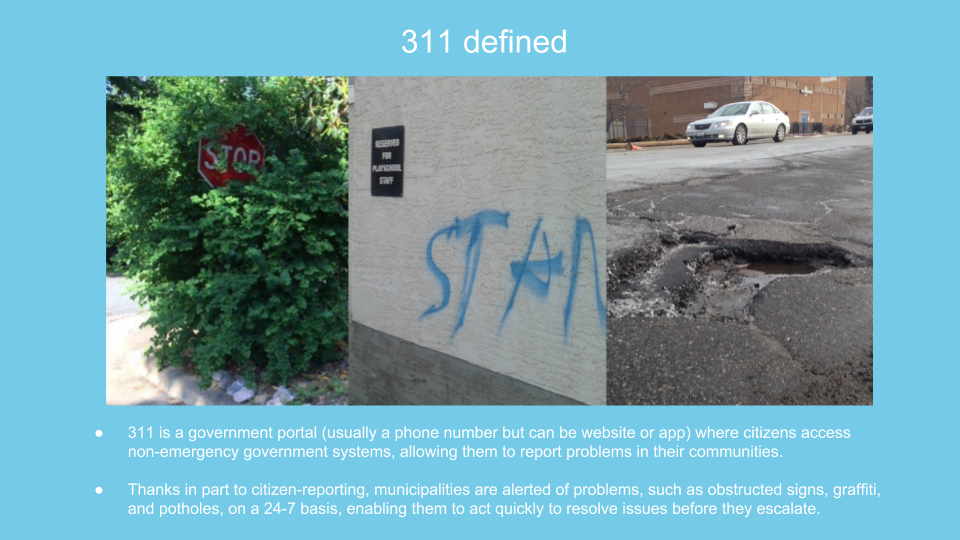 311 defined
STOP
RESERVED
FOR
PLAYSCHOOL
STAFF
STAN
● 311 is a government portal (usually a phone number but can be website or app) where citizens access
non-emergency government systems, allowing them to report problems in their communities.
● Thanks in part to citizen-reporting, municipalities are alerted of problems, such as obstructed signs, graffiti,
and potholes, on a 24-7 basis, enabling them to act quickly to resolve issues before they escalate.